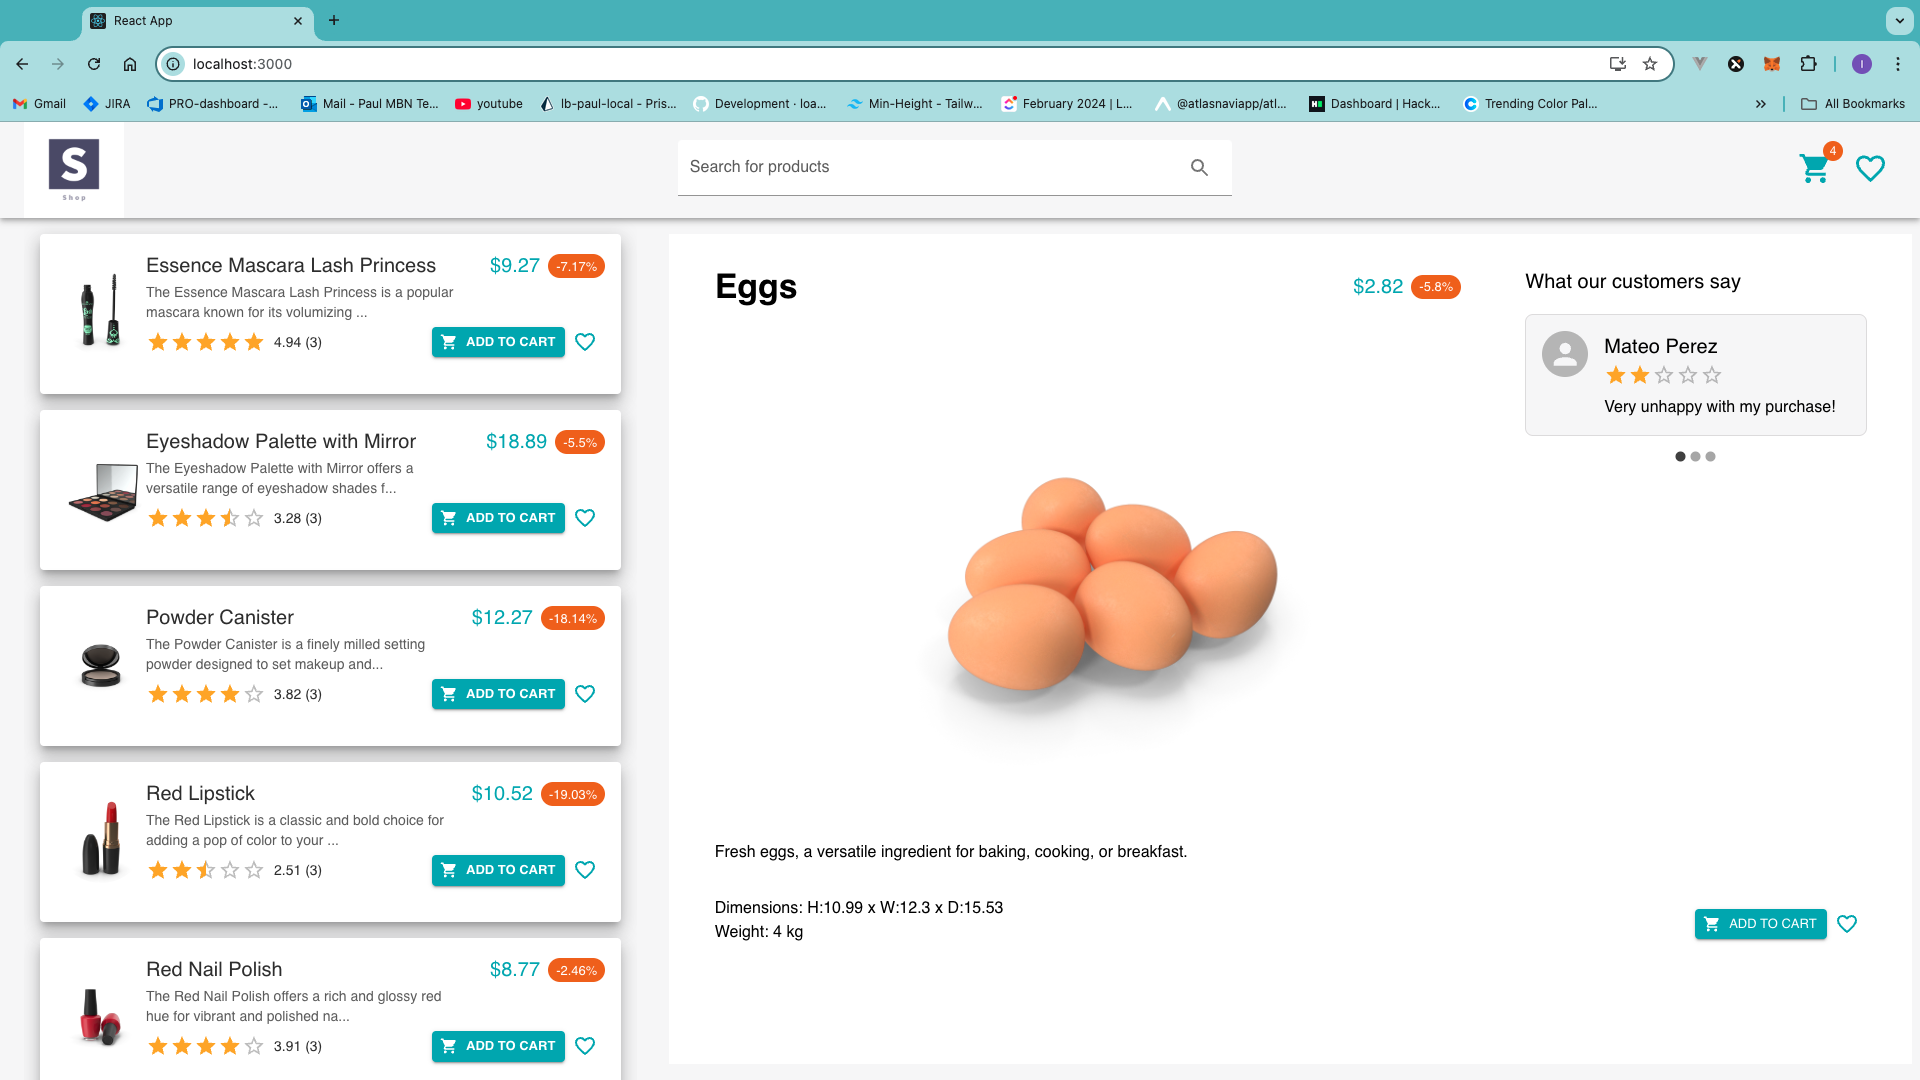 React App
localhost:3000
Gmail
JIRA
PRO-dashboard -...
Mail - Paul MBN Te...
youtube
lb-paul-local - Pris...
Development · loa...
Min-Height - Tailw...
February 2024 | L...
@atlasnaviapp/atl...
Dashboard | Hack...
Trending Color Pal...
All Bookmarks
S
Shop
Search for products
4
Essence Mascara Lash Princess
$9.27 -7.17%
The Essence Mascara Lash Princess is a popular
mascara known for its volumizing ...
4.94 (3)
ADD TO CART
Eyeshadow Palette with Mirror
$18.89 -5.5%
The Eyeshadow Palette with Mirror offers a
versatile range of eyeshadow shades f...
3.28 (3)
ADD TO CART
Powder Canister
$12.27 -18.14%
The Powder Canister is a finely milled setting
powder designed to set makeup and...
3.82 (3)
ADD TO CART
Red Lipstick
$10.52 -19.03%
The Red Lipstick is a classic and bold choice for
adding a pop of color to your ...
2.51 (3)
ADD TO CART
Red Nail Polish
$8.77 -2.46%
The Red Nail Polish offers a rich and glossy red
hue for vibrant and polished na...
3.91 (3)
ADD TO CART
Eggs
$2.82 -5.8%
Fresh eggs, a versatile ingredient for baking, cooking, or breakfast.
Dimensions: H:10.99 x W:12.3 x D:15.53
Weight: 4 kg
What our customers say
Mateo Perez
Very unhappy with my purchase!
ADD TO CART